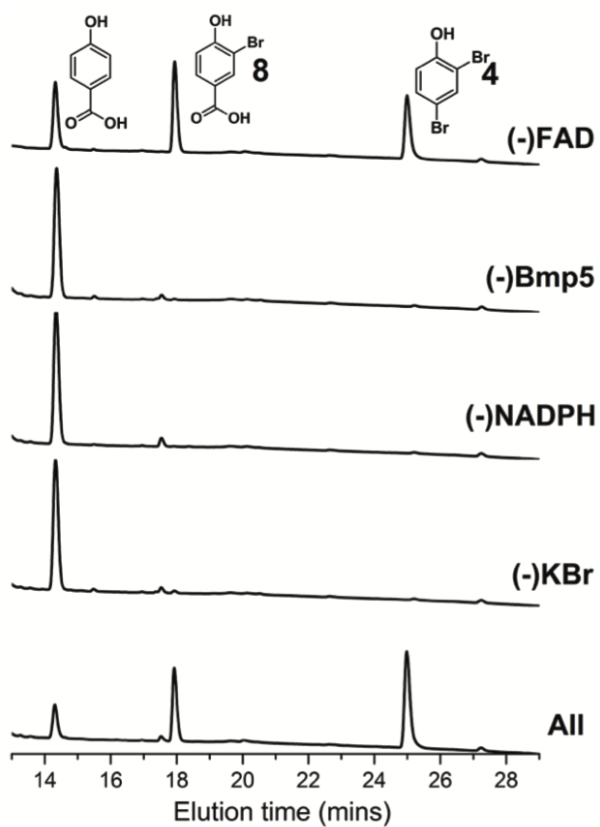 OH
OH
Br
8
O
OH
O
OH
OH
Br
4
Br
(-)FAD
(-)Bmp5
(-)NADPH
(-)KBr
All
14 16 18 20 22 24 26 28
Elution time (mins)